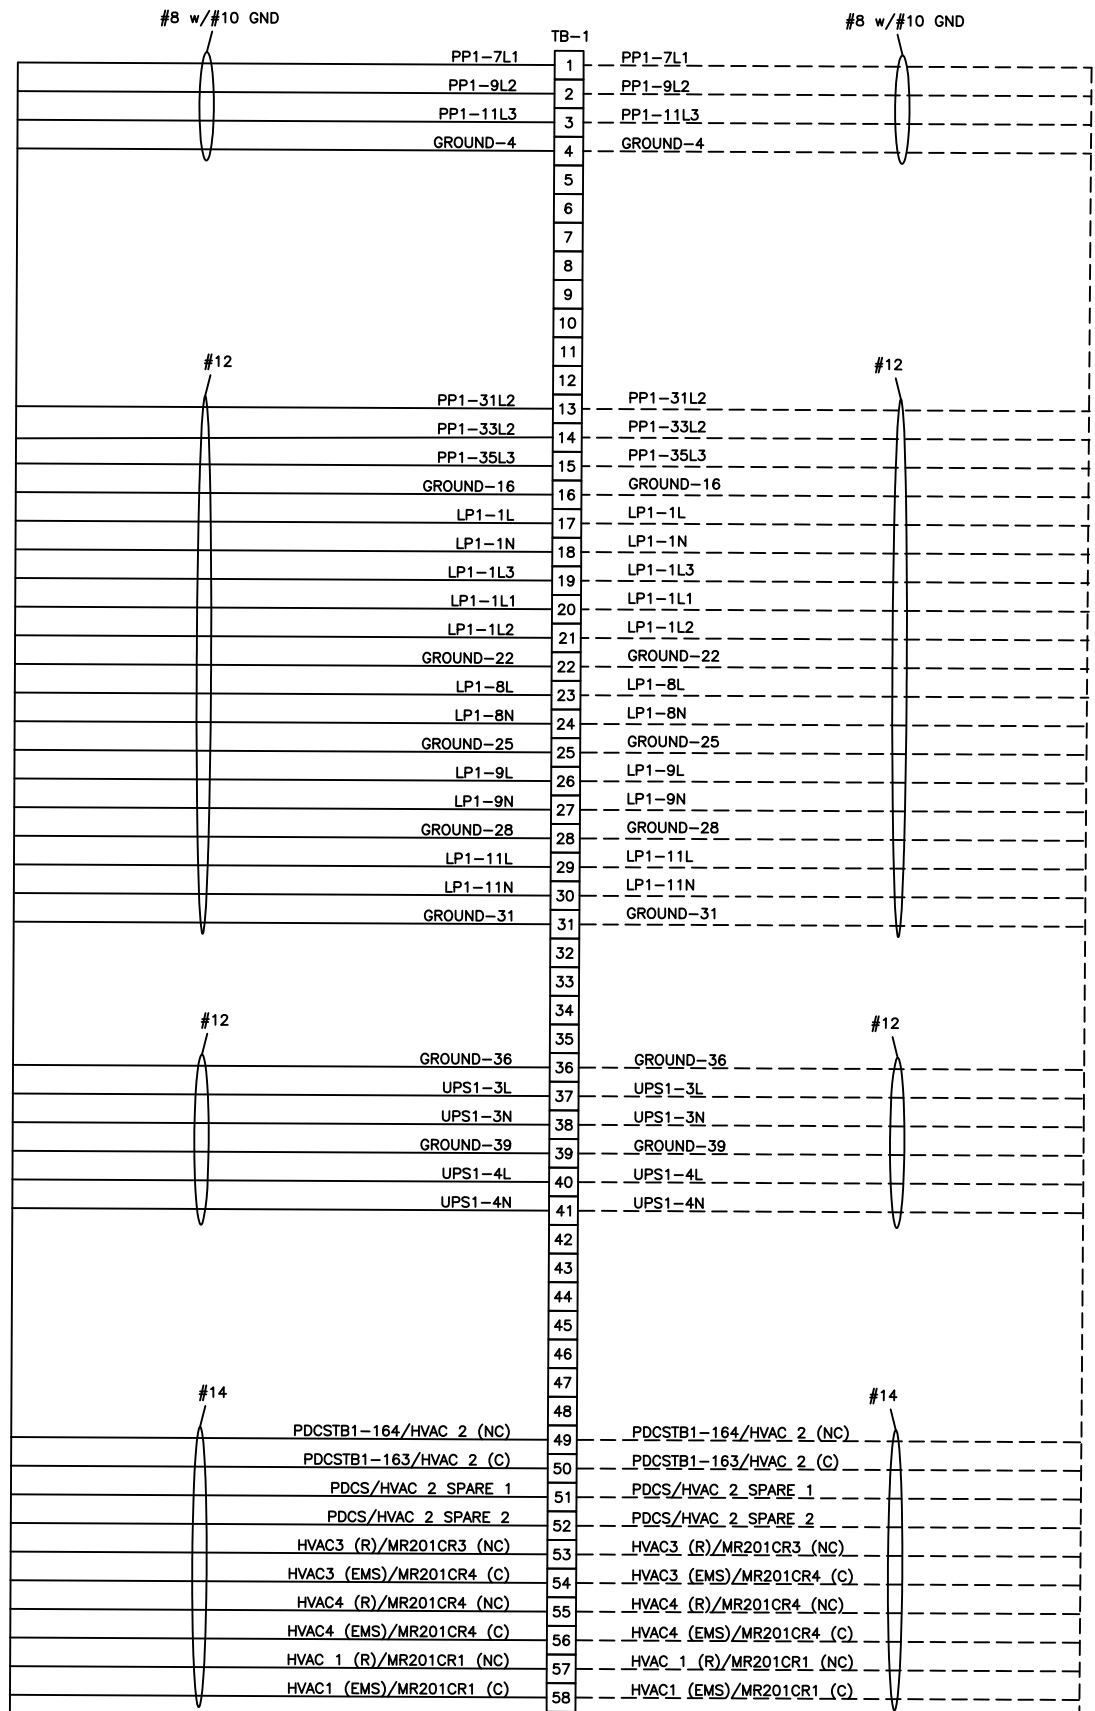 #8 w/#10 GND #8 w/#10 GND
TB-1
PP1-7L1 1 PP1-7L1
PP1-9L2 2 PP1-9L2
PP1-11L3 3 PP1-11L3
GROUND-4 4 GROUND-4
5
6
7
8
9
10
11
#12 #12
12
PP1-31L2 13 PP1-31L2
PP1-33L2 14 PP1-33L2
PP1-35L3 15 PP1-35L3
GROUND-16 16 GROUND-16
LP1-1L 17 LP1-1L
LP1-1N 18 LP1-1N
LP1-1L3 19 LP1-1L3
LP1-1L1 20 LP1-1L1
LP1-1L2 21 LP1-1L2
GROUND-22 22 GROUND-22
LP1-8L 23 LP1-8L
LP1-8N 24 LP1-8N
GROUND-25 25 GROUND-25
LP1-9L 26 LP1-9L
LP1-9N 27 LP1-9N
GROUND-28 28 GROUND-28
LP1-11L 29 LP1-11L
LP1-11N 30 LP1-11N
GROUND-31 31 GROUND-31
32
33
34
#12 #12
35
GROUND-36 36 GROUND-36
UPS1-3L 37 UPS1-3L
UPS1-3N 38 UPS1-3N
GROUND-39 39 GROUND-39
UPS1-4L 40 UPS1-4L
UPS1-4N 41 UPS1-4N
42
43
44
45
46
47
#14 #14
48
PDCSTB1-164/HVAC 2 (NC) 49 PDCSTB1-164/HVAC 2 (NC)
PDCSTB1-163/HVAC 2 (C) 50 PDCSTB1-163/HVAC 2 (C)
PDCS/HVAC 2 SPARE 1 51 PDCS/HVAC 2 SPARE 1
PDCS/HVAC 2 SPARE 2 52 PDCS/HVAC 2 SPARE 2
HVAC3 (R)/MR201CR3 (NC) 53 HVAC3 (R)/MR201CR3 (NC)
HVAC3 (EMS)/MR201CR4 (C) 54 HVAC3 (EMS)/MR201CR4 (C)
HVAC4 (R)/MR201CR4 (NC) 55 HVAC4 (R)/MR201CR4 (NC)
HVAC4 (EMS)/MR201CR4 (C) 56 HVAC4 (EMS)/MR201CR4 (C)
HVAC 1 (R)/MR201CR1 (NC) 57 HVAC 1 (R)/MR201CR1 (NC)
HVAC1 (EMS)/MR201CR1 (C) 58 HVAC1 (EMS)/MR201CR1 (C)